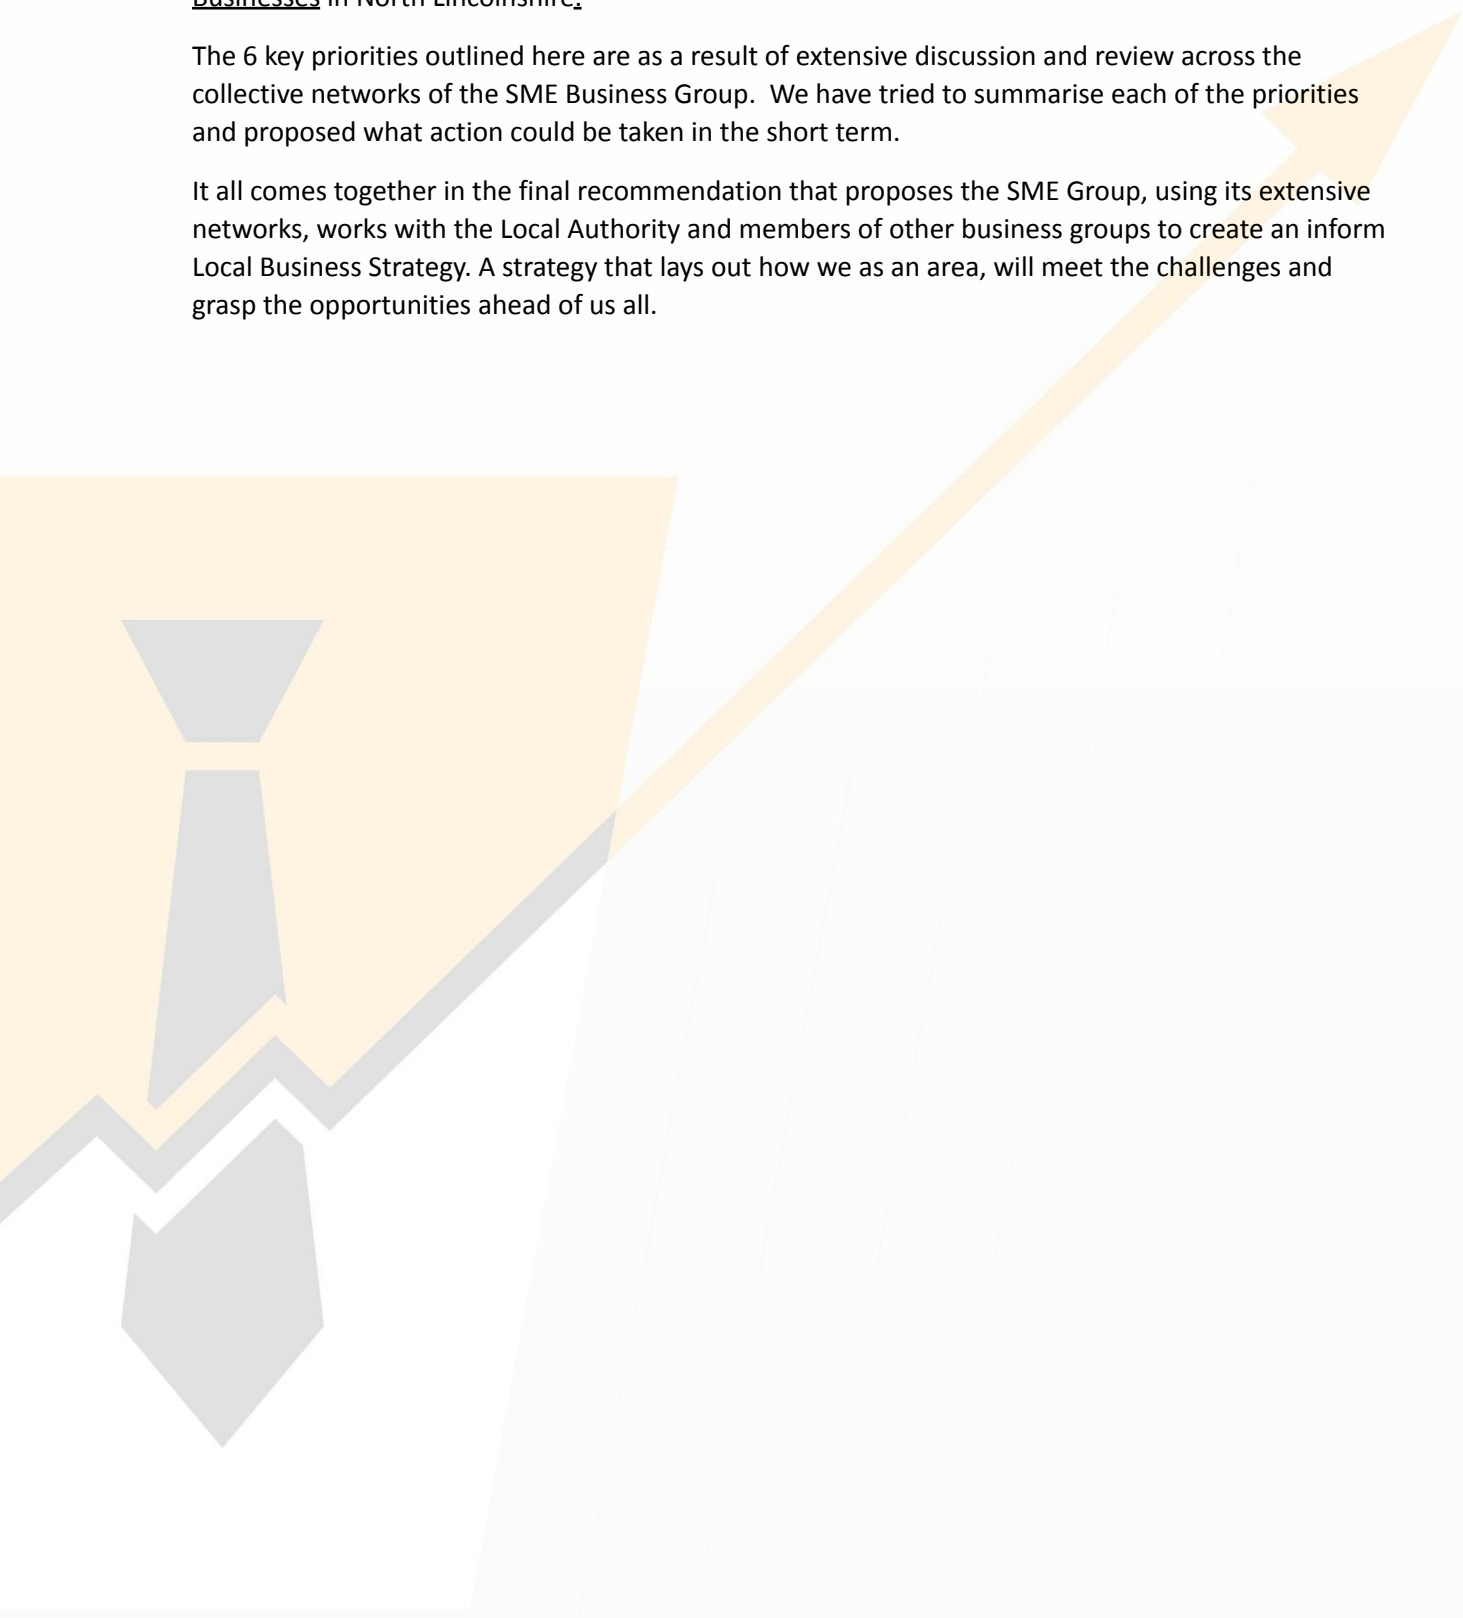 Businesses in North Lincolnshire.
The 6 key priorities outlined here are as a result of extensive discussion and review across the
collective networks of the SME Business Group.  We have tried to summarise each of the priorities
and proposed what action could be taken in the short term.
It all comes together in the final recommendation that proposes the SME Group, using its extensive
networks, works with the Local Authority and members of other business groups to create an inform
Local Business Strategy. A strategy that lays out how we as an area, will meet the challenges and
grasp the opportunities ahead of us all.